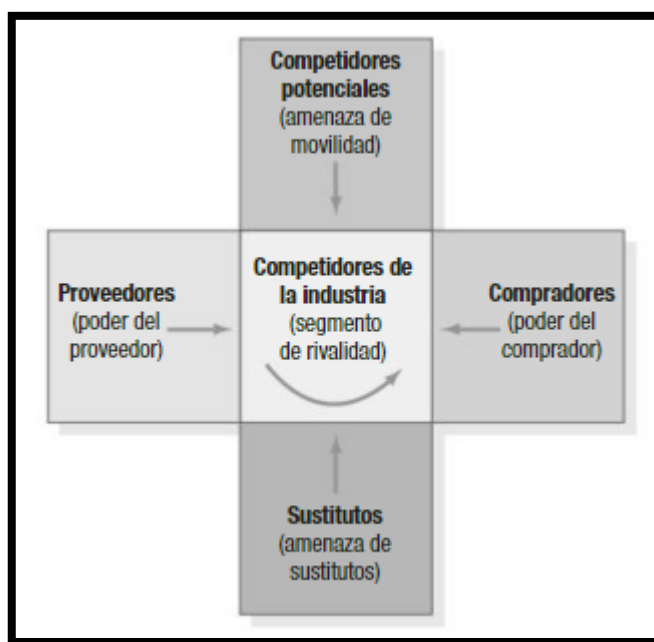 Competidores
potenciales
(amenaza de
movilidad)
Proveedores
(poder del
proveedor)
Competidores de
la industria
(segmento
de rivalidad)
Compradores
(poder del
comprador)
Sustitutos
(amenaza de
sustitutos)